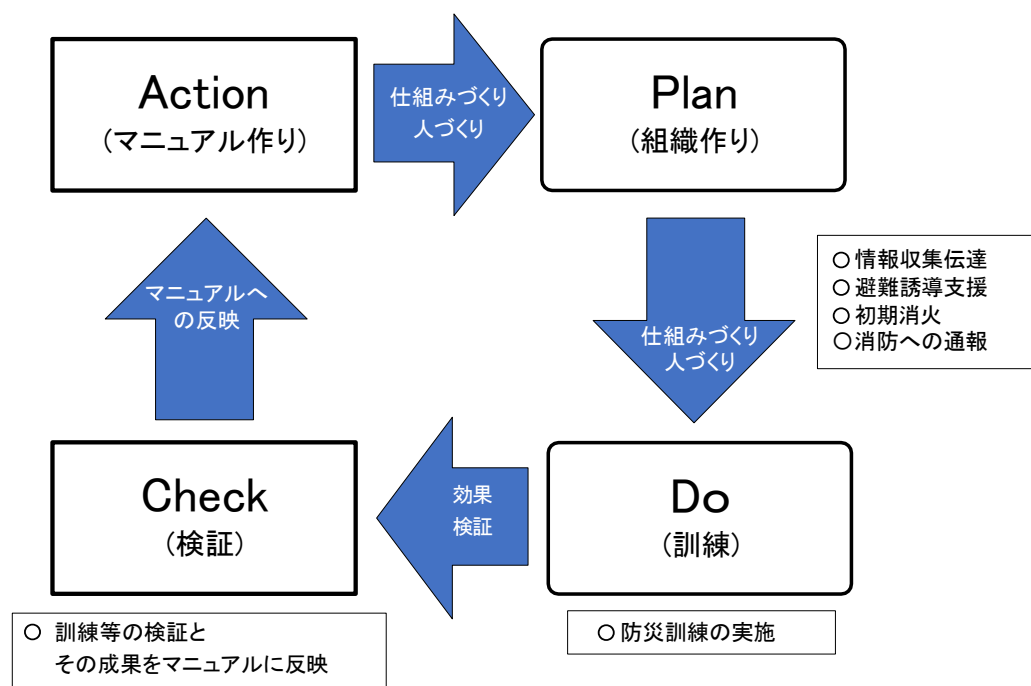 Action
(マニュアル作り)
仕組みづくり
人づくり
Plan
(組織作り)
○情報収集伝達
○避難誘導支援
○初期消火
○消防への通報
マニュアルへ
の反映
仕組みづくり
人づくり
Check
(検証)
効果
検証
Do
(訓練)
○ 訓練等の検証と
その成果をマニュアルに反映
○防災訓練の実施